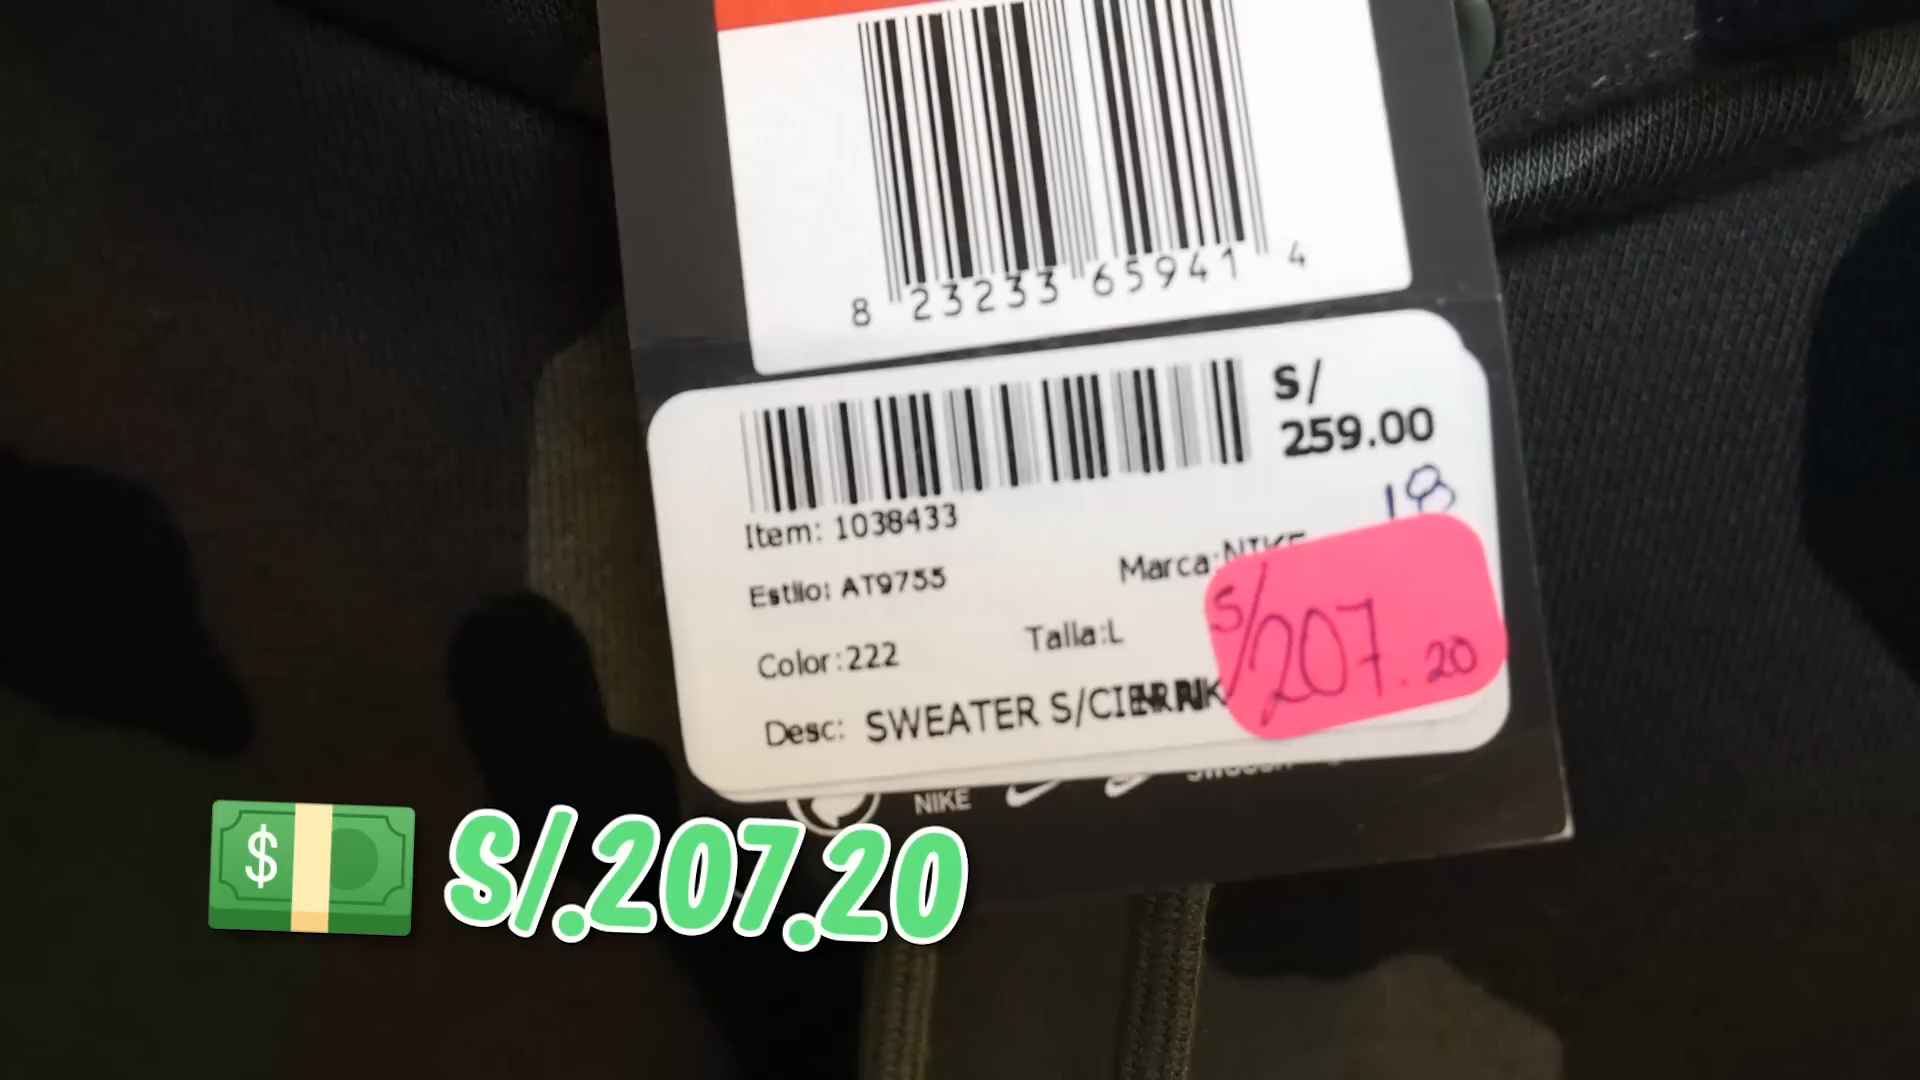 8 23233 65941 4
S/
259.00
18
Item: 1038433
Estilo: AT9755
Marca:NIKE
Color:222
Talla:L
S/207.20
Desc: SWEATER S/CIERR
NIKE
$
S/.207.20